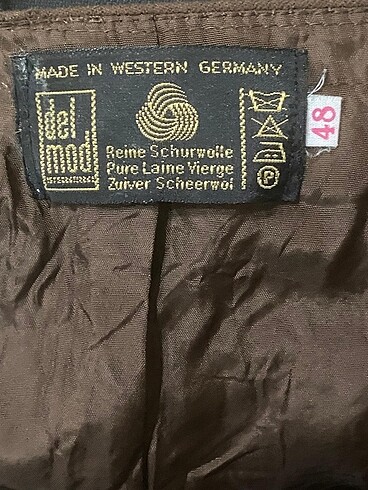 MADE IN WESTERN GERMANY
del
mod
INTERNATIONAL
Reine Schurwolle
Pure Laine Vierge
Zuiver Scheerwol
P
48